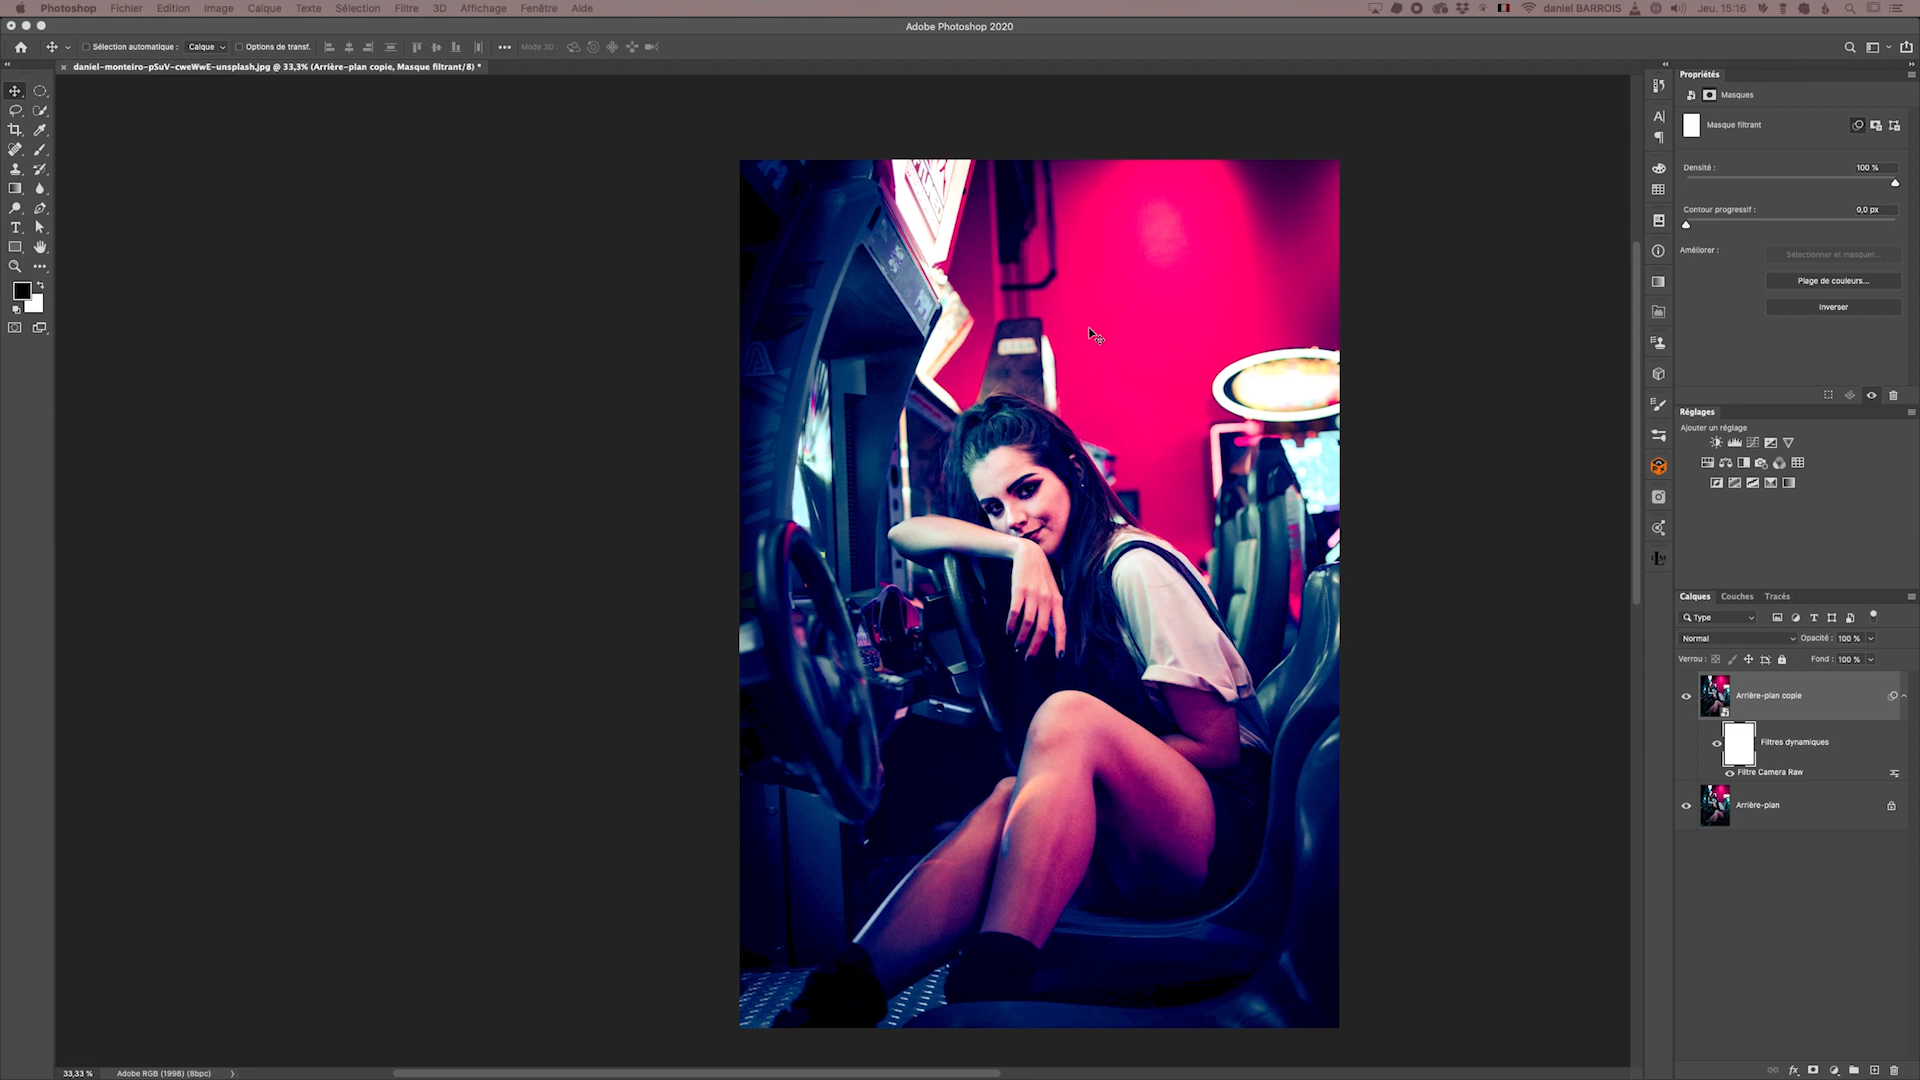 Photoshop Fichier Edition Image Calque Texte Sélection Filtre 3D Affichage Fenêtre Aide daniel BARROIS Jeu. 15:16
Adobe Photoshop 2020
Sélection automatique : Calque Options de transf. ••• Mode 3D :
daniel-monteiro-pSuV-cweWwE-unsplash.jpg @ 33,3% (Arrière-plan copie, Masque filtrant/8) *
Propriétés
Masques
Masque filtrant
Densité : 100 %
Contour progressif : 0,0 px
Améliorer : Sélectionner et masquer...
Plage de couleurs...
Inverser
Réglages
Ajouter un réglage
Calques Couches Tracés
Type
Normal Opacité : 100 %
Verrou : Fond : 100 %
Arrière-plan copie
Filtres dynamiques
Filtre Camera Raw
Arrière-plan
33,33 % Adobe RGB (1998) (8bpc)